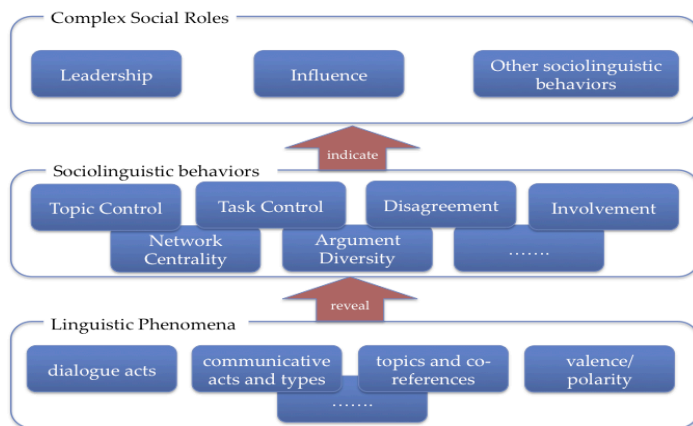 Complex Social Roles
Leadership
Influence
Other sociolinguistic
behaviors
indicate
Sociolinguistic behaviors
Topic Control
Task Control
Disagreement
Involvement
Network
Centrality
Argument
Diversity
.......
reveal
Linguistic Phenomena
dialogue acts
communicative
acts and types
topics and co-
references
valence/
polarity
.......